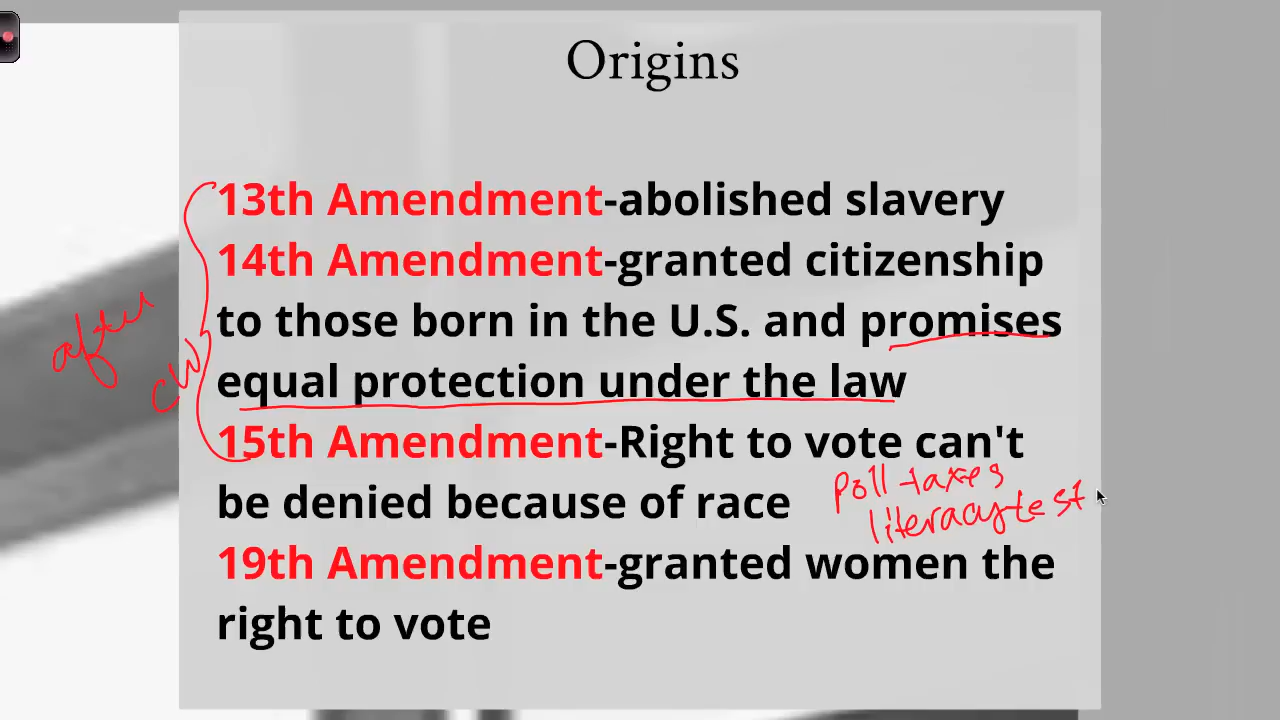 Origins
13th Amendment-abolished slavery
14th Amendment-granted citizenship
to those born in the U.S. and promises
equal protection under the law
after
CW
15th Amendment-Right to vote can't
be denied because of race
Poll taxes
literacy test
19th Amendment-granted women the
right to vote